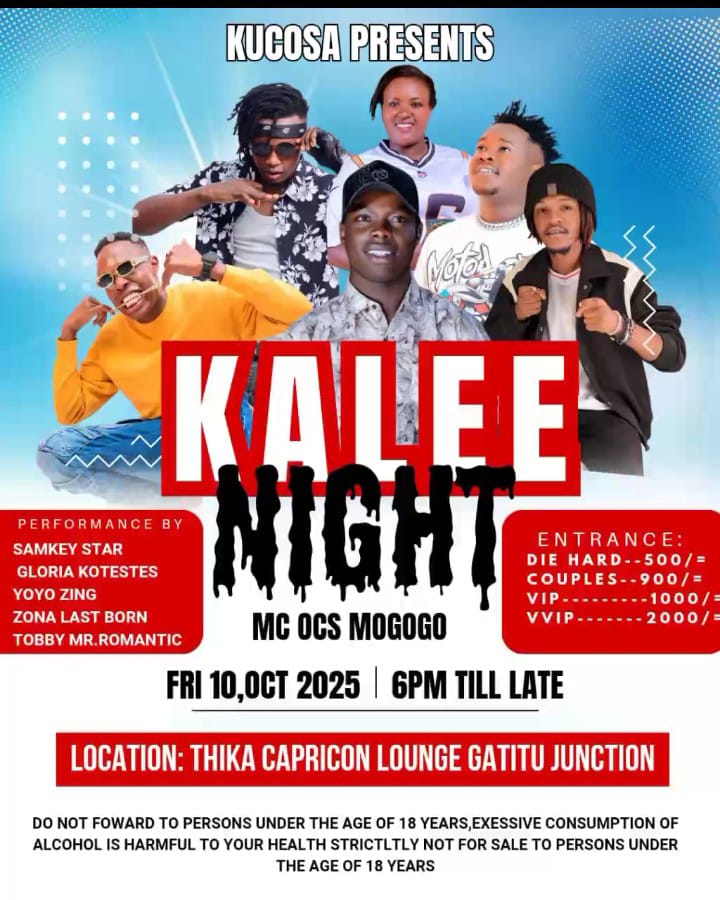 KUCOSA PRESENTS
Motod
KALEE
NIGHT
PERFORMANCE BY
SAMKEY STAR
GLORIA KOTESTES
YOYO ZING
ZONA LAST BORN
TOBBY MR.ROMANTIC
ENTRANCE:
DIE HARD--500/=
COUPLES--900/=
VIP---------1000/=
VVIP-------2000/=
MC OCS MOGOGO
FRI 10,OCT 2025 | 6PM TILL LATE
LOCATION: THIKA CAPRICON LOUNGE GATITU JUNCTION
DO NOT FOWARD TO PERSONS UNDER THE AGE OF 18 YEARS,EXESSIVE CONSUMPTION OF
ALCOHOL IS HARMFUL TO YOUR HEALTH STRICTLTLY NOT FOR SALE TO PERSONS UNDER
THE AGE OF 18 YEARS